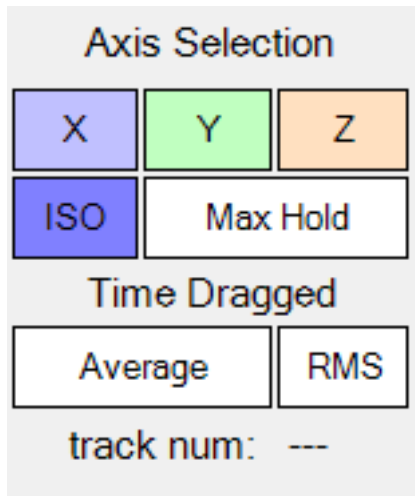 Axis Selection
X Y Z
ISO Max Hold
Time Dragged
Average RMS
track num: ---